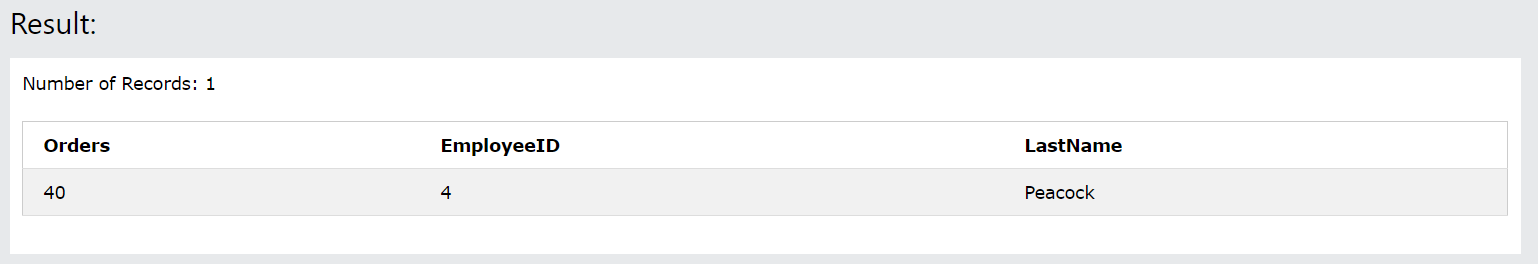 Result:
Number of Records: 1
Orders EmployeeID LastName
40 4 Peacock